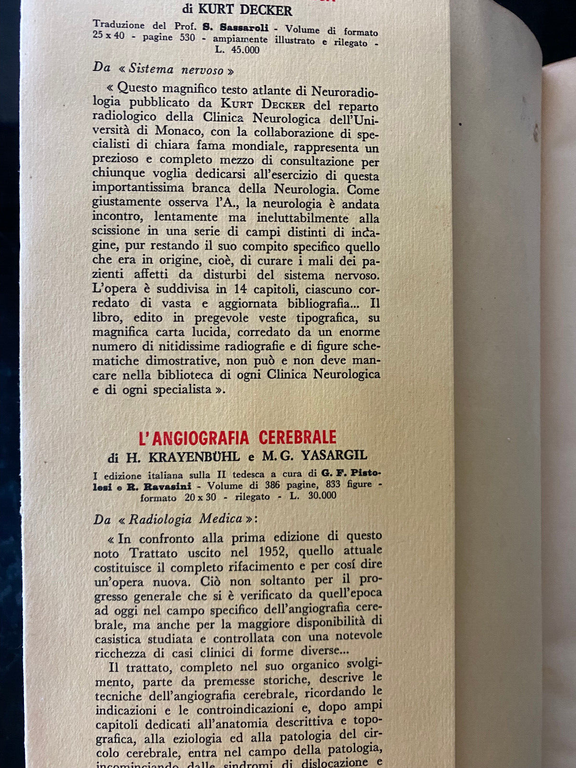 di KURT DECKER
Traduzione del Prof. S. Sassaroli - Volume di formato
25 x 40 - pagine 530 - ampiamente illustrato e rilegato -
L. 45.000
Da « Sistema nervoso »
« Questo magnifico testo atlante di Neuroradio-
logia pubblicato da KURT DECKER del reparto
radiologico della Clinica Neurologica dell'Uni-
versità di Monaco, con la collaborazione di spe-
cialisti di chiara fama mondiale, rappresenta un
prezioso e completo mezzo di consultazione per
chiunque voglia dedicarsi all'esercizio di questa
importantissima branca della Neurologia. Come
giustamente osserva l'A., la neurologia è andata
incontro, lentamente ma ineluttabilmente alla
scissione in una serie di campi distinti di inda-
gine, pur restando il suo compito specifico quello
che era in origine, cioè, di curare i mali dei pa-
zienti affetti da disturbi del sistema nervoso.
L'opera è suddivisa in 14 capitoli, ciascuno cor-
redato di vasta e aggiornata bibliografia... Il
libro, edito in pregevole veste tipografica, su
magnifica carta lucida, corredato da un enorme
numero di nitidissime radiografie e di figure sche-
matiche dimostrative, non può e non deve man-
care nella biblioteca di ogni Clinica Neurologica
e di ogni specialista ».
L'ANGIOGRAFIA CEREBRALE
di H. KRAYENBÜHL e M. G. YASARGIL
I edizione italiana sulla II tedesca a cura di G. F. Pisto-
lesi e R. Ravasini - Volume di 386 pagine, 833 figure -
formato 20 x 30 - rilegato - L. 30.000
Da « Radiologia Medica »:
« In confronto alla prima edizione di questo
noto Trattato uscito nel 1952, quello attuale
costituisce il completo rifacimento e per cosí dire
un'opera nuova. Ciò non soltanto per il pro-
gresso generale che si è verificato da quell'epoca
ad oggi nel campo specifico dell'angiografia cere-
brale, ma anche per la maggiore disponibilità di
casistica studiata e controllata con una notevole
ricchezza di casi clinici di forme diverse...
Il trattato, completo nel suo organico svolgi-
mento, parte da premesse storiche, descrive le
tecniche dell'angiografia cerebrale, ricordando le
indicazioni e le controindicazioni e, dopo ampi
capitoli dedicati all'anatomia descrittiva e topo-
grafica, alla eziologia ed alla patologia del cir-
colo cerebrale, entra nel campo della patologia,
incominciando dalle sindromi di dislocazione e